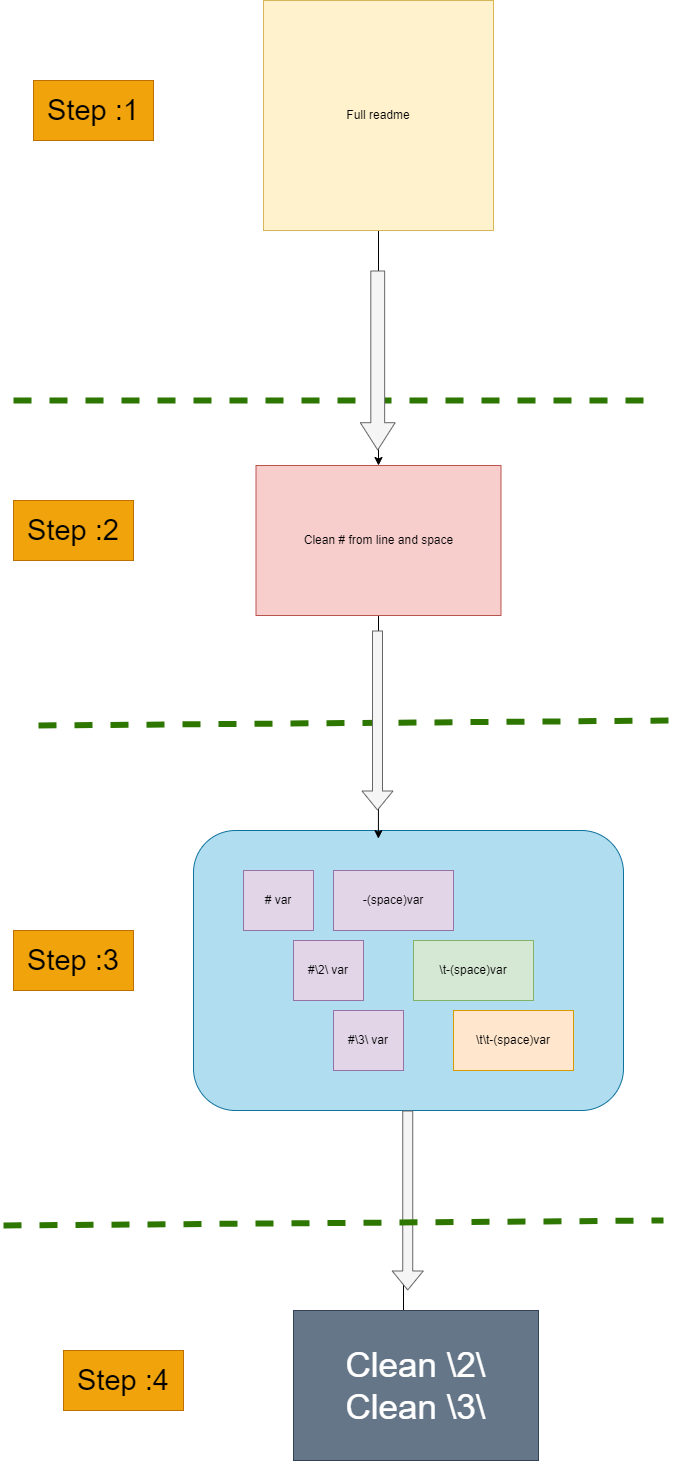 Step :1
Full readme
Step :2
Clean # from line and space
Step :3
# var
-(space)var
#\2\ var
\t-(space)var
#\3\ var
\t\t-(space)var
Step :4
Clean \2\
Clean \3\